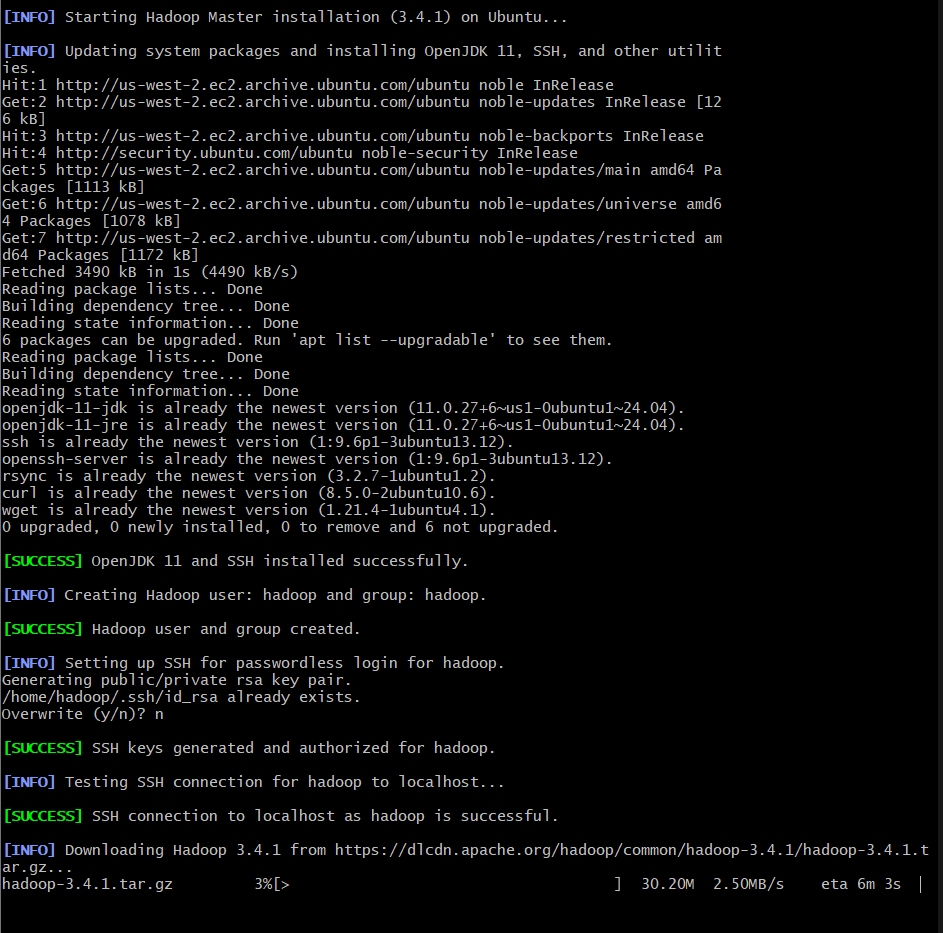 [INFO] Starting Hadoop Master installation (3.4.1) on Ubuntu...
[INFO] Updating system packages and installing OpenJDK 11, SSH, and other utilit
ies.
Hit:1 http://us-west-2.ec2.archive.ubuntu.com/ubuntu noble InRelease
Get:2 http://us-west-2.ec2.archive.ubuntu.com/ubuntu noble-updates InRelease [12
6 kB]
Hit:3 http://us-west-2.ec2.archive.ubuntu.com/ubuntu noble-backports InRelease
Hit:4 http://security.ubuntu.com/ubuntu noble-security InRelease
Get:5 http://us-west-2.ec2.archive.ubuntu.com/ubuntu noble-updates/main amd64 Pa
ckages [1113 kB]
Get:6 http://us-west-2.ec2.archive.ubuntu.com/ubuntu noble-updates/universe amd6
4 Packages [1078 kB]
Get:7 http://us-west-2.ec2.archive.ubuntu.com/ubuntu noble-updates/restricted am
d64 Packages [1172 kB]
Fetched 3490 kB in 1s (4490 kB/s)
Reading package lists... Done
Building dependency tree... Done
Reading state information... Done
6 packages can be upgraded. Run 'apt list --upgradable' to see them.
Reading package lists... Done
Building dependency tree... Done
Reading state information... Done
openjdk-11-jdk is already the newest version (11.0.27+6~us1-0ubuntu1~24.04).
openjdk-11-jre is already the newest version (11.0.27+6~us1-0ubuntu1~24.04).
ssh is already the newest version (1:9.6p1-3ubuntu13.12).
openssh-server is already the newest version (1:9.6p1-3ubuntu13.12).
rsync is already the newest version (3.2.7-1ubuntu1.2).
curl is already the newest version (8.5.0-2ubuntu10.6).
wget is already the newest version (1.21.4-1ubuntu4.1).
0 upgraded, 0 newly installed, 0 to remove and 6 not upgraded.
[SUCCESS] OpenJDK 11 and SSH installed successfully.
[INFO] Creating Hadoop user: hadoop and group: hadoop.
[SUCCESS] Hadoop user and group created.
[INFO] Setting up SSH for passwordless login for hadoop.
Generating public/private rsa key pair.
/home/hadoop/.ssh/id_rsa already exists.
Overwrite (y/n)? n
[SUCCESS] SSH keys generated and authorized for hadoop.
[INFO] Testing SSH connection for hadoop to localhost...
[SUCCESS] SSH connection to localhost as hadoop is successful.
[INFO] Downloading Hadoop 3.4.1 from https://dlcdn.apache.org/hadoop/common/hadoop-3.4.1/hadoop-3.4.1.t
ar.gz...
hadoop-3.4.1.tar.gz 3%[> ] 30.20M 2.50MB/s eta 6m 3s